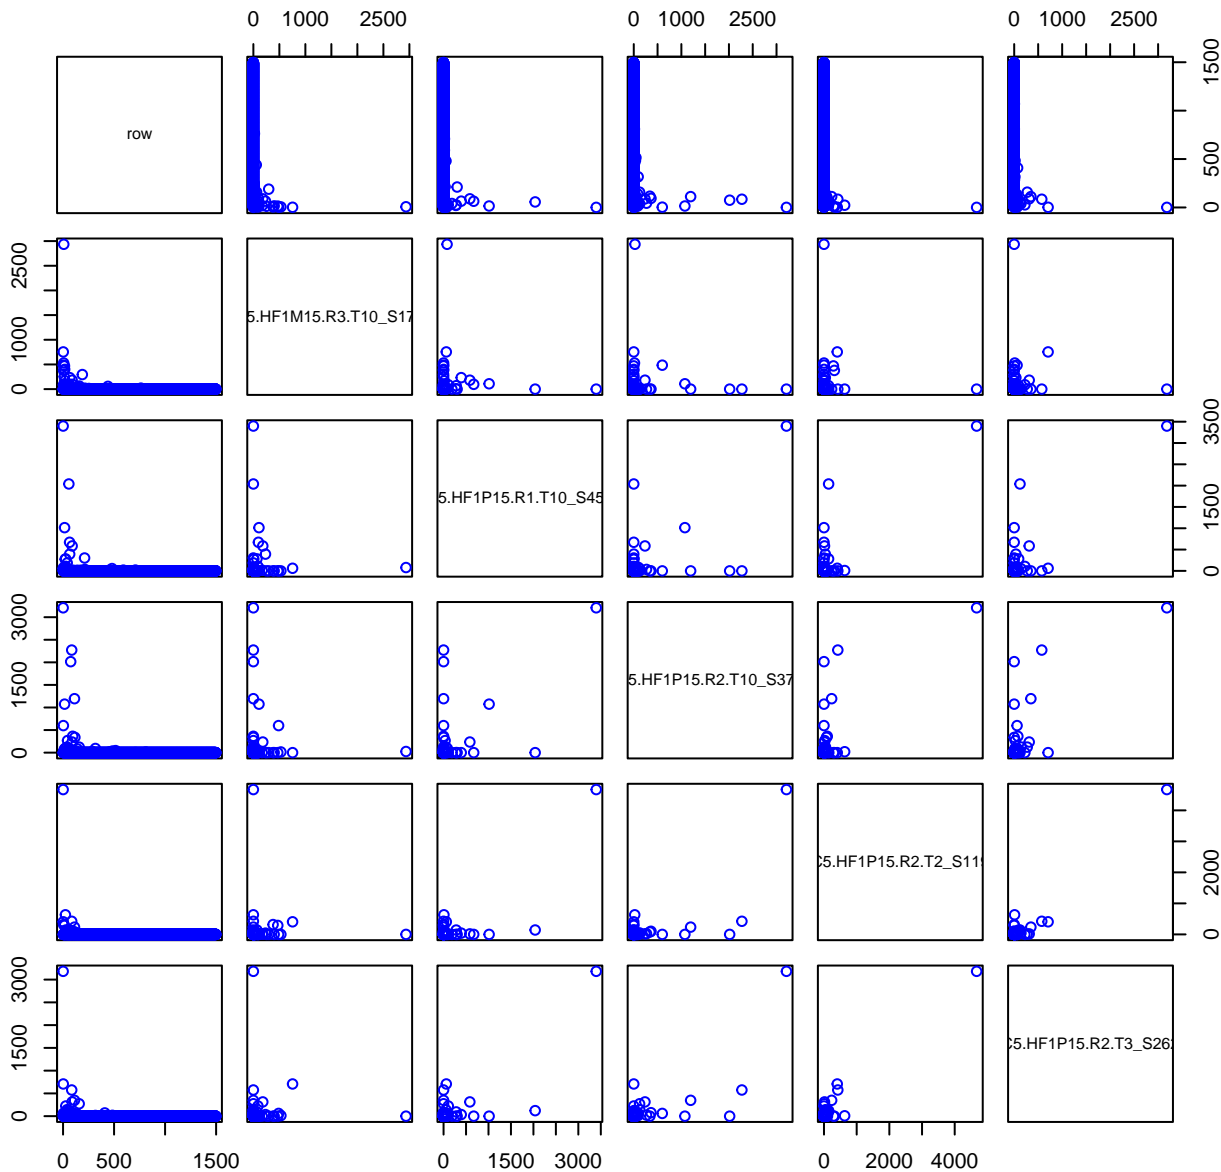 0 1000 2500 0 1000 2500 0 1000 2500
row
0 500 1500
5.HF1M15.R3.T10_S17
0 1000 2500
5.HF1P15.R1.T10_S45
0 1500 3500
5.HF1P15.R2.T10_S37
0 1500 3000
C5.HF1P15.R2.T2_S119
0 2000
C5.HF1P15.R2.T3_S262
0 1500 3000
0 500 1500 0 1500 3000 0 2000 4000